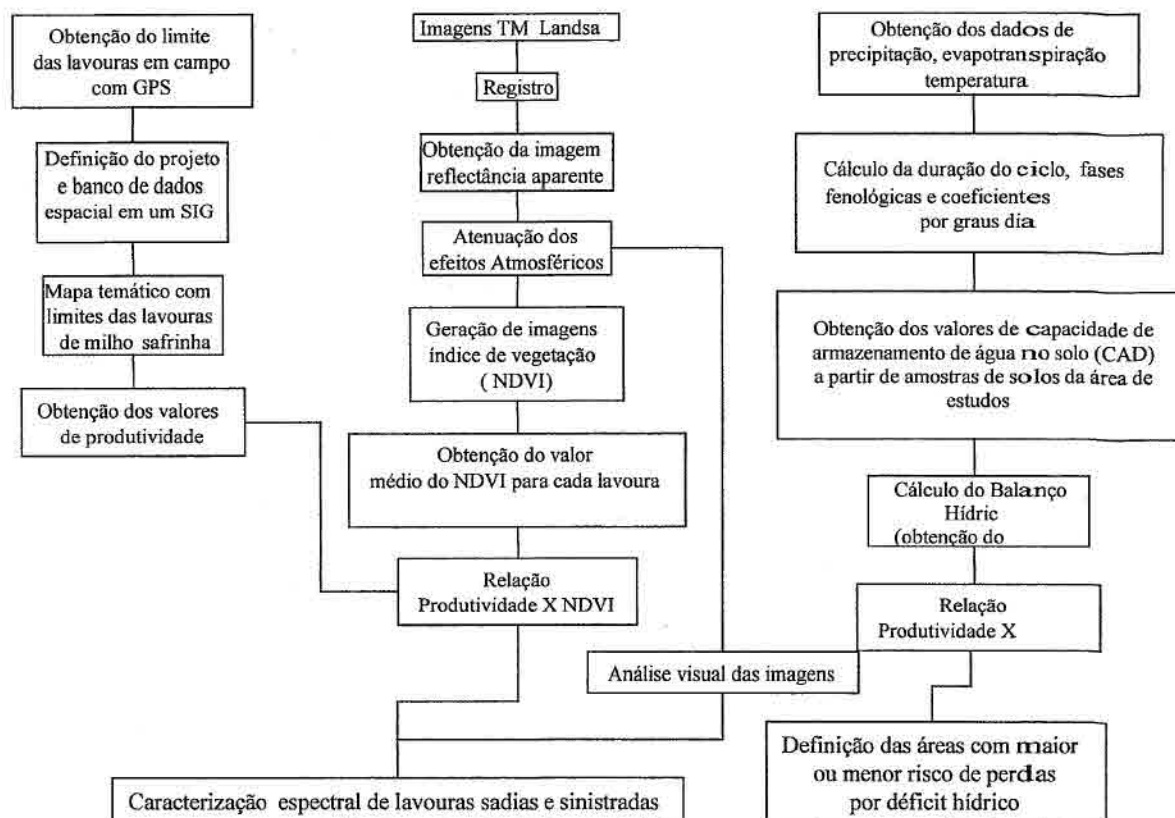 Obtenção do limite
das lavouras em campo
com GPS
Definição do projeto
e banco de dados
espacial em um SIG
Mapa temático com
limites das lavouras
de milho safrinha
Obtenção dos valores
de produtividade
Imagens TM Landsa
Registro
Obtenção da imagem
reflectância aparente
Atenuação dos
efeitos Atmosféricos
Geração de imagens
índice de vegetação
( NDVI)
Obtenção do valor
médio do NDVI para cada lavoura
Relação
Produtividade X NDVI
Análise visual das imagens
Caracterização espectral de lavouras sadias e sinistradas
Obtenção dos dados de
precipitação, evapotranspiração
temperatura
Cálculo da duração do ciclo, fases
fenológicas e coeficientes
por graus dia
Obtenção dos valores de capacidade de
armazenamento de água no solo (CAD)
a partir de amostras de solos da área de
estudos
Cálculo do Balanço
Hídric
(obtenção do
Relação
Produtividade X
Definição das áreas com maior
ou menor risco de perdas
por déficit hídrico